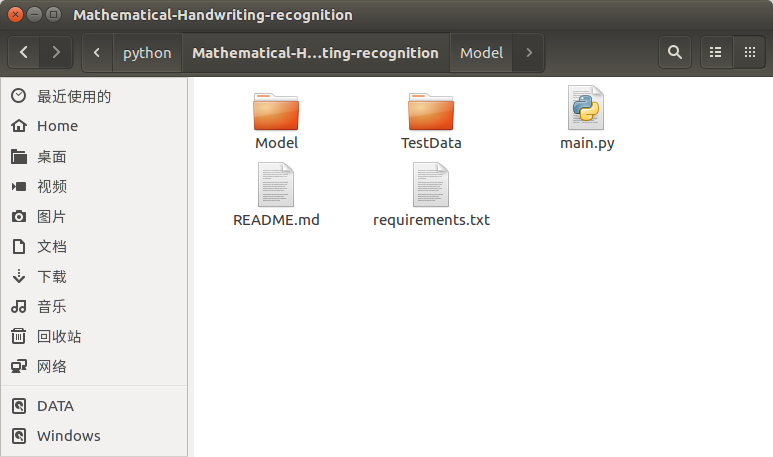 Mathematical-Handwriting-recognition
python Mathematical-H...ting-recognition Model
最近使用的
Home
桌面
视频
图片
文档
下载
音乐
回收站
网络
DATA
Windows
Model TestData main.py
README.md requirements.txt